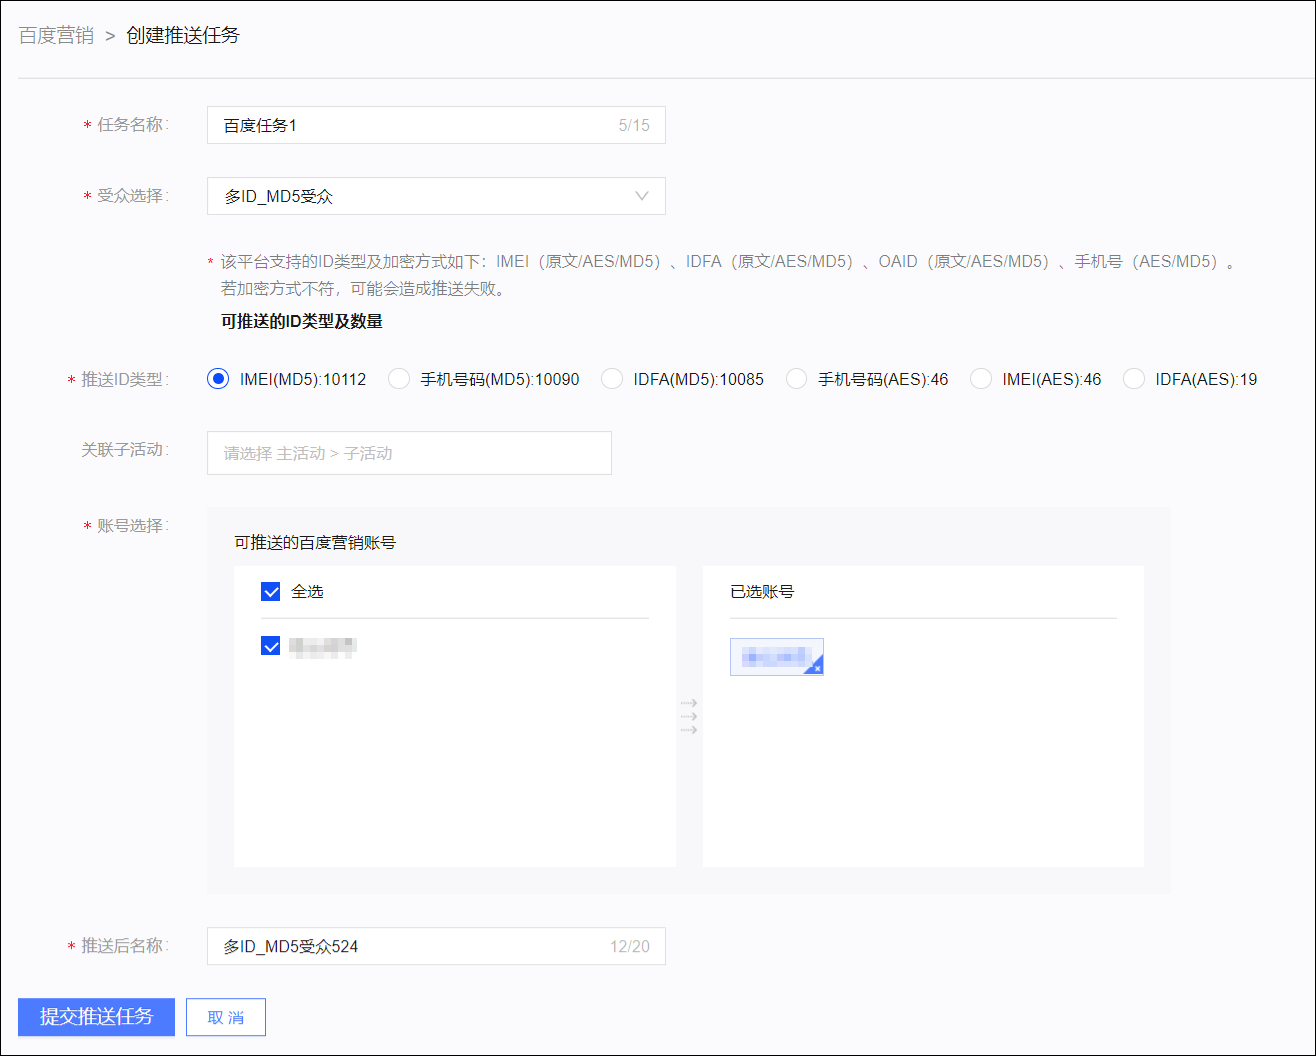 百度营销 > 创建推送任务
* 任务名称: 百度任务1 5/15
* 受众选择: 多ID_MD5受众
* 该平台支持的ID类型及加密方式如下：IMEI（原文/AES/MD5）、IDFA（原文/AES/MD5）、OAID（原文/AES/MD5）、手机号（AES/MD5）。
若加密方式不符，可能会造成推送失败。
可推送的ID类型及数量
* 推送ID类型: IMEI(MD5):10112 手机号码(MD5):10090 IDFA(MD5):10085 手机号码(AES):46 IMEI(AES):46 IDFA(AES):19
关联子活动: 请选择 主活动 > 子活动
* 账号选择:
可推送的百度营销账号
全选 已选账号
* 推送后名称: 多ID_MD5受众524 12/20
提交推送任务 取 消